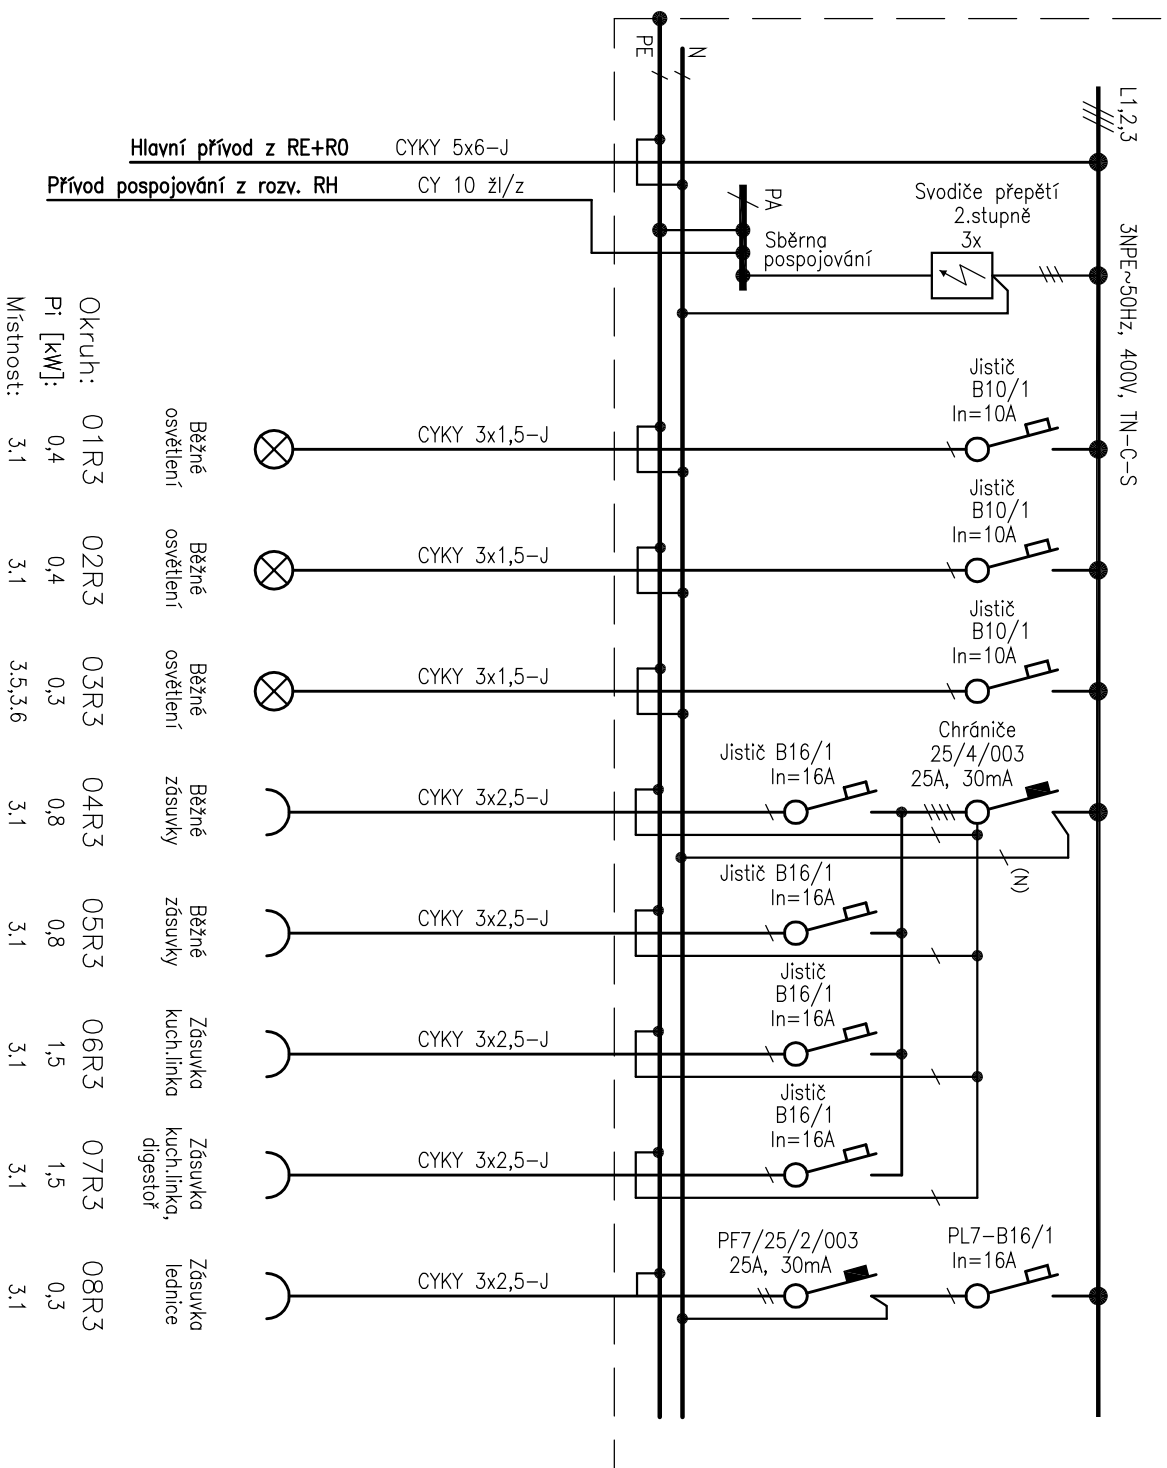 PE
N
L1,2,3
3NPE~50Hz, 400V, TN-C-S
Hlavní přívod z RE+RO
CYKY 5x6-J
Přívod pospojování z rozv. RH
CY 10 žl/z
PA
Sběrna
pospojování
Svodiče přepětí
2.stupně
3x
Okruh:
Pi [kW]:
Místnost:
Jistič
B10/1
In=10A
CYKY 3x1,5-J
Běžné
osvětlení
01R3
0,4
3.1
Jistič
B10/1
In=10A
CYKY 3x1,5-J
Běžné
osvětlení
02R3
0,4
3.1
Jistič
B10/1
In=10A
CYKY 3x1,5-J
Běžné
osvětlení
03R3
0,3
3.5,3.6
Chrániče
25/4/003
25A, 30mA
(N)
Jistič B16/1
In=16A
CYKY 3x2,5-J
Běžné
zásuvky
04R3
0,8
3.1
Jistič B16/1
In=16A
CYKY 3x2,5-J
Běžné
zásuvky
05R3
0,8
3.1
Jistič
B16/1
In=16A
CYKY 3x2,5-J
Zásuvka
kuch.linka
06R3
1,5
3.1
Jistič
B16/1
In=16A
CYKY 3x2,5-J
Zásuvka
kuch.linka,
digestoř
07R3
1,5
3.1
PL7-B16/1
In=16A
PF7/25/2/003
25A, 30mA
CYKY 3x2,5-J
Zásuvka
lednice
08R3
0,3
3.1